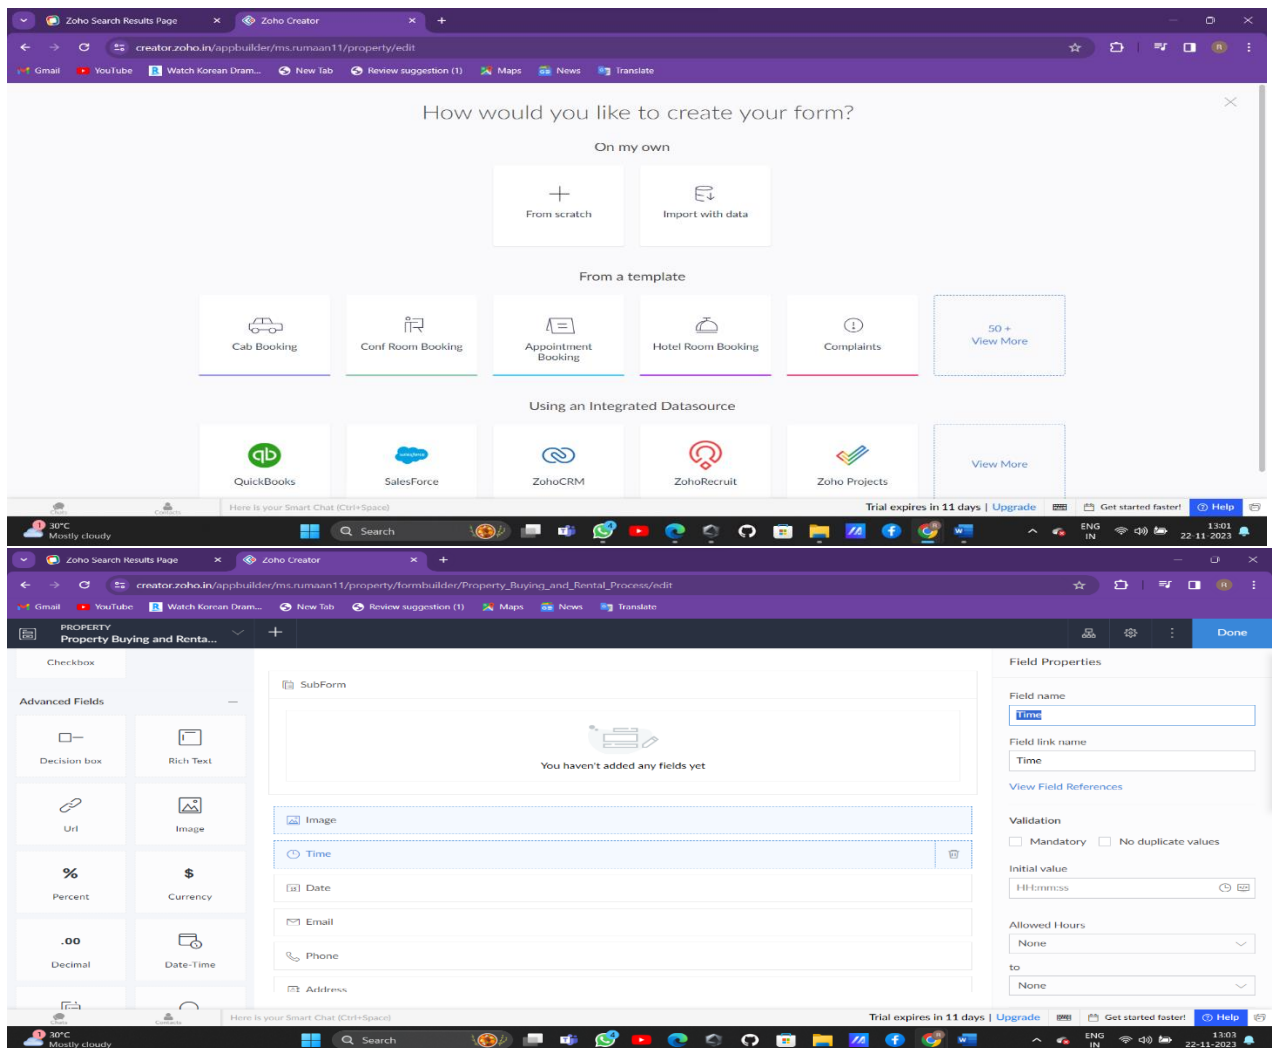 Zoho Search Results Page × Zoho Creator × +
creator.zoho.in/appbuilder/ms.rumaan11/property/edit
Gmail YouTube Watch Korean Dram... New Tab Review suggestion (1) Maps News Translate
How would you like to create your form?
On my own
From scratch Import with data
From a template
50 +
Cab Booking Conf Room Booking Appointment Hotel Room Booking Complaints View More
Booking
Using an Integrated Datasource
QuickBooks SalesForce ZohoCRM ZohoRecruit Zoho Projects View More
Chats Contacts Here is your Smart Chat (Ctrl+Space) Trial expires in 11 days | Upgrade Get started faster! Help
30°C Search ENG 13:01
Mostly cloudy IN 22-11-2023
Zoho Search Results Page × Zoho Creator × +
creator.zoho.in/appbuilder/ms.rumaan11/property/formbuilder/Property_Buying_and_Rental_Process/edit
Gmail YouTube Watch Korean Dram... New Tab Review suggestion (1) Maps News Translate
PROPERTY
Property Buying and Renta... + Done
Checkbox Field Properties
SubForm
Advanced Fields Field name
Time
Field link name
Decision box Rich Text You haven't added any fields yet Time
View Field References
Image Validation
Url Image Mandatory No duplicate values
Time
Initial value
Date HH:mm:ss
Percent Currency
Email Allowed Hours
.00 None
Decimal Date-Time Phone to
Address None
Chats Contacts Here is your Smart Chat (Ctrl+Space) Trial expires in 11 days | Upgrade Get started faster! Help
30°C Search ENG 13:03
Mostly cloudy IN 22-11-2023